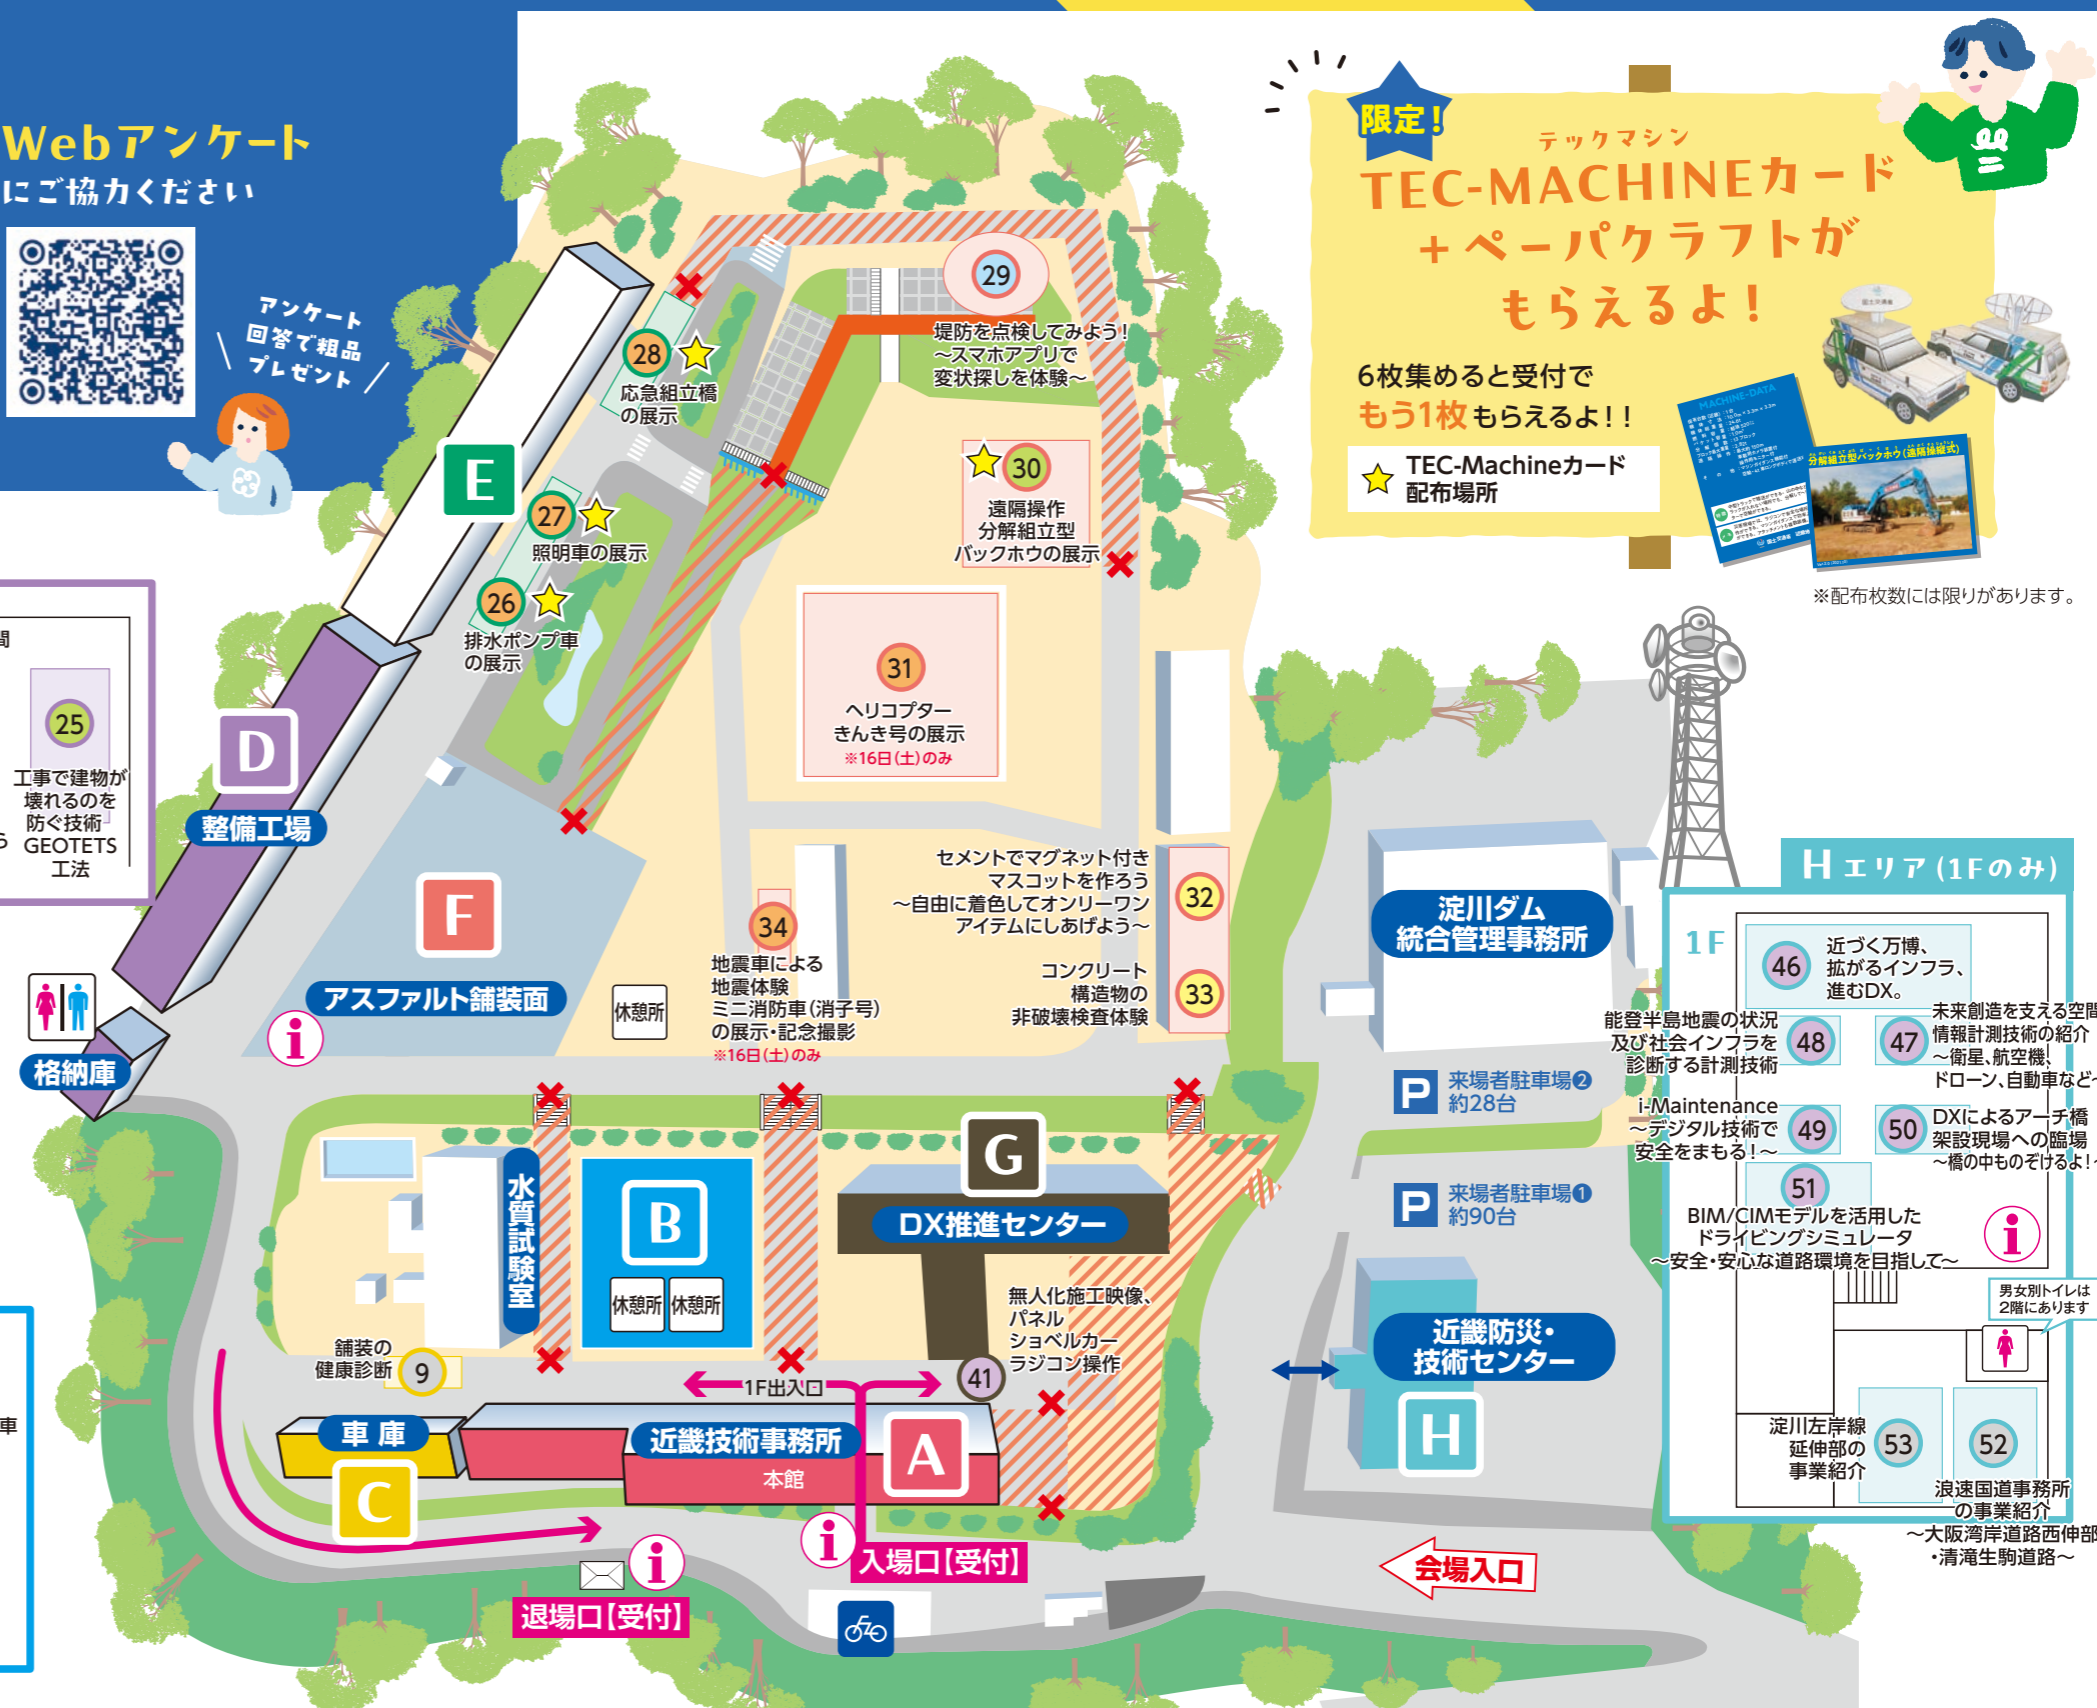 Webアンケート
にご協力ください
アンケート
回答で粗品
プレゼント
限定!
テックマシン
TEC-MACHINEカード
+ペーパクラフトが
もらえるよ!
6枚集めると受付で
もう1枚もらえるよ!!
TEC-Machineカード
配布場所
MACHINE-DATA
分解組立型バックホウ(遠隔操縦式)
※配布枚数には限りがあります。
29
堤防を点検してみよう!
~スマホアプリで
変状探しを体験~
28
応急組立橋
の展示
E
27
照明車の展示
26
排水ポンプ車
の展示
30
遠隔操作
分解組立型
バックホウの展示
31
ヘリコプター
きんき号の展示
※16日(土)のみ
間
25
工事で建物が
壊れるのを
防ぐ技術
GEOTETS
工法
ら
D
整備工場
F
アスファルト舗装面
i
格納庫
休憩所
34
地震車による
地震体験
ミニ消防車(消子号)
の展示・記念撮影
※16日(土)のみ
セメントでマグネット付き
マスコットを作ろう
~自由に着色してオンリーワン
アイテムにしあげよう~
32
コンクリート
構造物の
非破壊検査体験
33
淀川ダム
統合管理事務所
P 来場者駐車場❷
約28台
P 来場者駐車場❶
約90台
近畿防災・
技術センター
H
水質試験室
B
休憩所 休憩所
G
DX推進センター
無人化施工映像、
パネル
ショベルカー
ラジコン操作
41
舗装の
健康診断
9
1F出入口
車庫
C
近畿技術事務所
本館
A
i
入場口【受付】
i
退場口【受付】
会場入口
車
Hエリア(1Fのみ)
1F
46
近づく万博、
拡がるインフラ、
進むDX。
能登半島地震の状況
及び社会インフラを
診断する計測技術
48
47
未来創造を支える空間
情報計測技術の紹介
~衛星、航空機、
ドローン、自動車など~
i-Maintenance
~デジタル技術で
安全をまもる!~
49
50
DXによるアーチ橋
架設現場への臨場
~橋の中ものぞけるよ!~
51
BIM/CIMモデルを活用した
ドライビングシミュレータ
~安全・安心な道路環境を目指して~
i
男女別トイレは
2階にあります
淀川左岸線
延伸部の
事業紹介
53
52
浪速国道事務所
の事業紹介
~大阪湾岸道路西伸部
・清滝生駒道路~